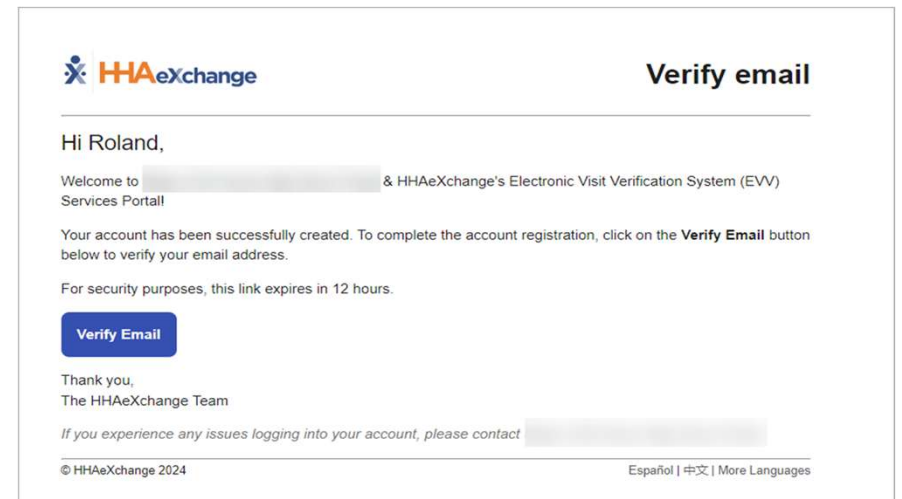 HHAeXchange
Verify email
Hi Roland,
Welcome to & HHAeXchange's Electronic Visit Verification System (EVV)
Services Portal!
Your account has been successfully created. To complete the account registration, click on the Verify Email button
below to verify your email address.
For security purposes, this link expires in 12 hours.
Verify Email
Thank you,
The HHAeXchange Team
If you experience any issues logging into your account, please contact
© HHAeXchange 2024
Español | 中文 | More Languages